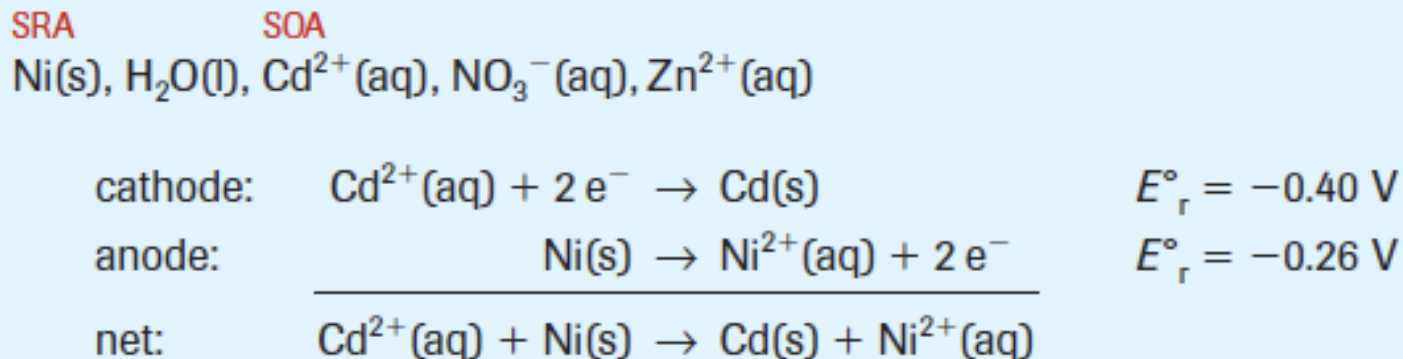 SRA SOA
Ni(s), H₂O(l), Cd²⁺(aq), NO₃⁻(aq), Zn²⁺(aq)
cathode: Cd²⁺(aq) + 2 e⁻ → Cd(s) E°ᵣ = −0.40 V
anode: Ni(s) → Ni²⁺(aq) + 2 e⁻ E°ᵣ = −0.26 V
net: Cd²⁺(aq) + Ni(s) → Cd(s) + Ni²⁺(aq)